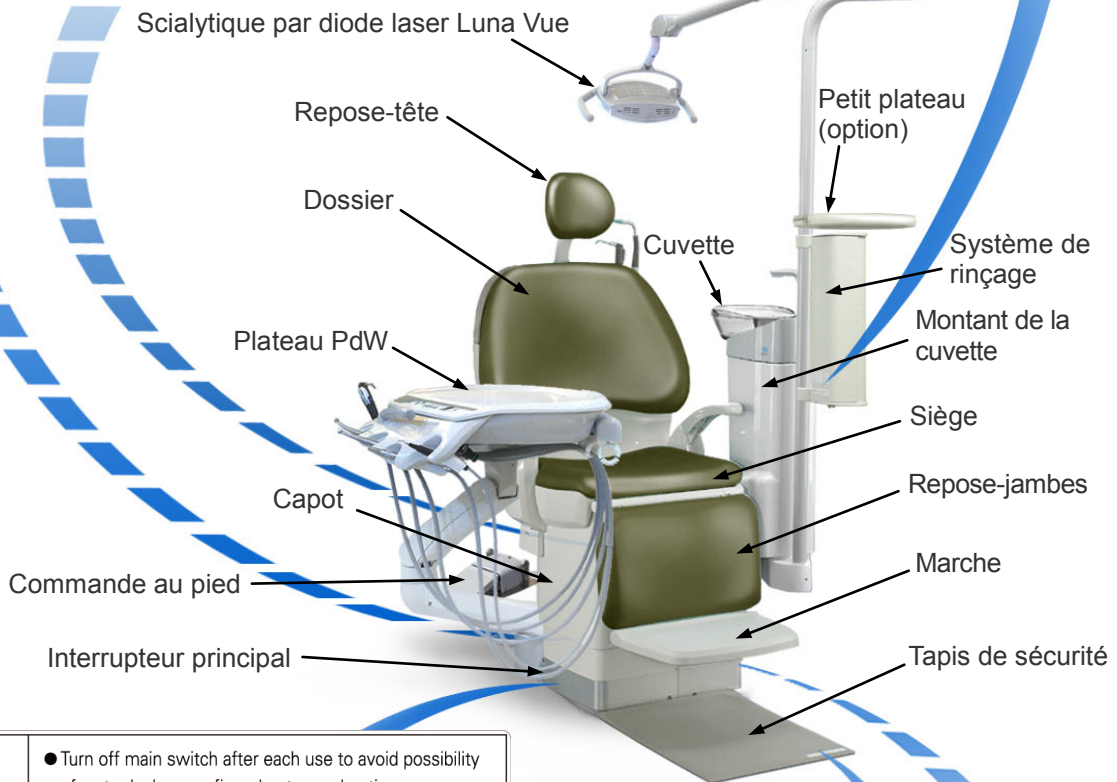 Scialytique par diode laser Luna Vue
Repose-tête
Petit plateau
(option)
Dossier
Cuvette
Système de
rinçage
Plateau PdW
Montant de la
cuvette
Siège
Capot
Repose-jambes
Commande au pied
Marche
Interrupteur principal
Tapis de sécurité
● Turn off main switch after each use to avoid possibility